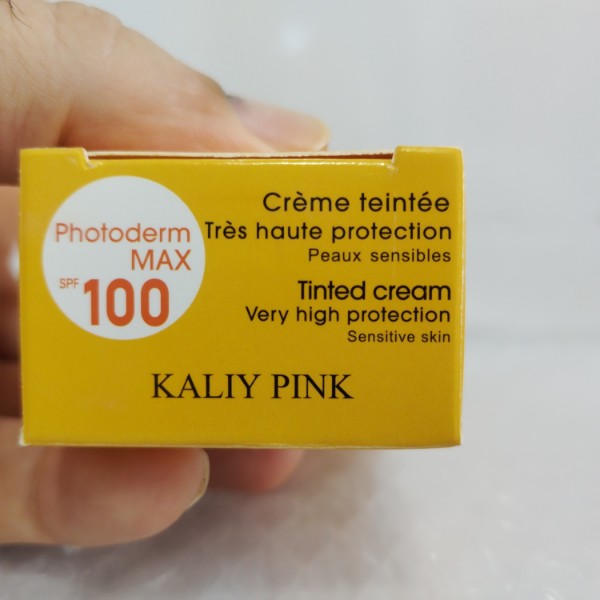 Photoderm
MAX
SPF 100
Crème teintée
Très haute protection
Peaux sensibles
Tinted cream
Very high protection
Sensitive skin
KALIY PINK